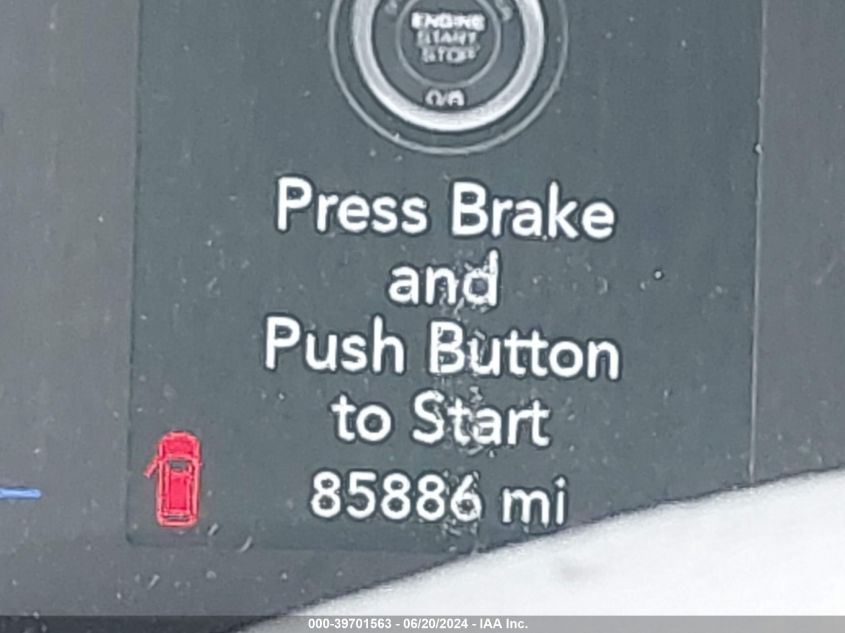 ENGINE
START
STOP
Press Brake
and
Push Button
to Start
85886 mi
000-39701563 - 06/20/2024 - IAA Inc.